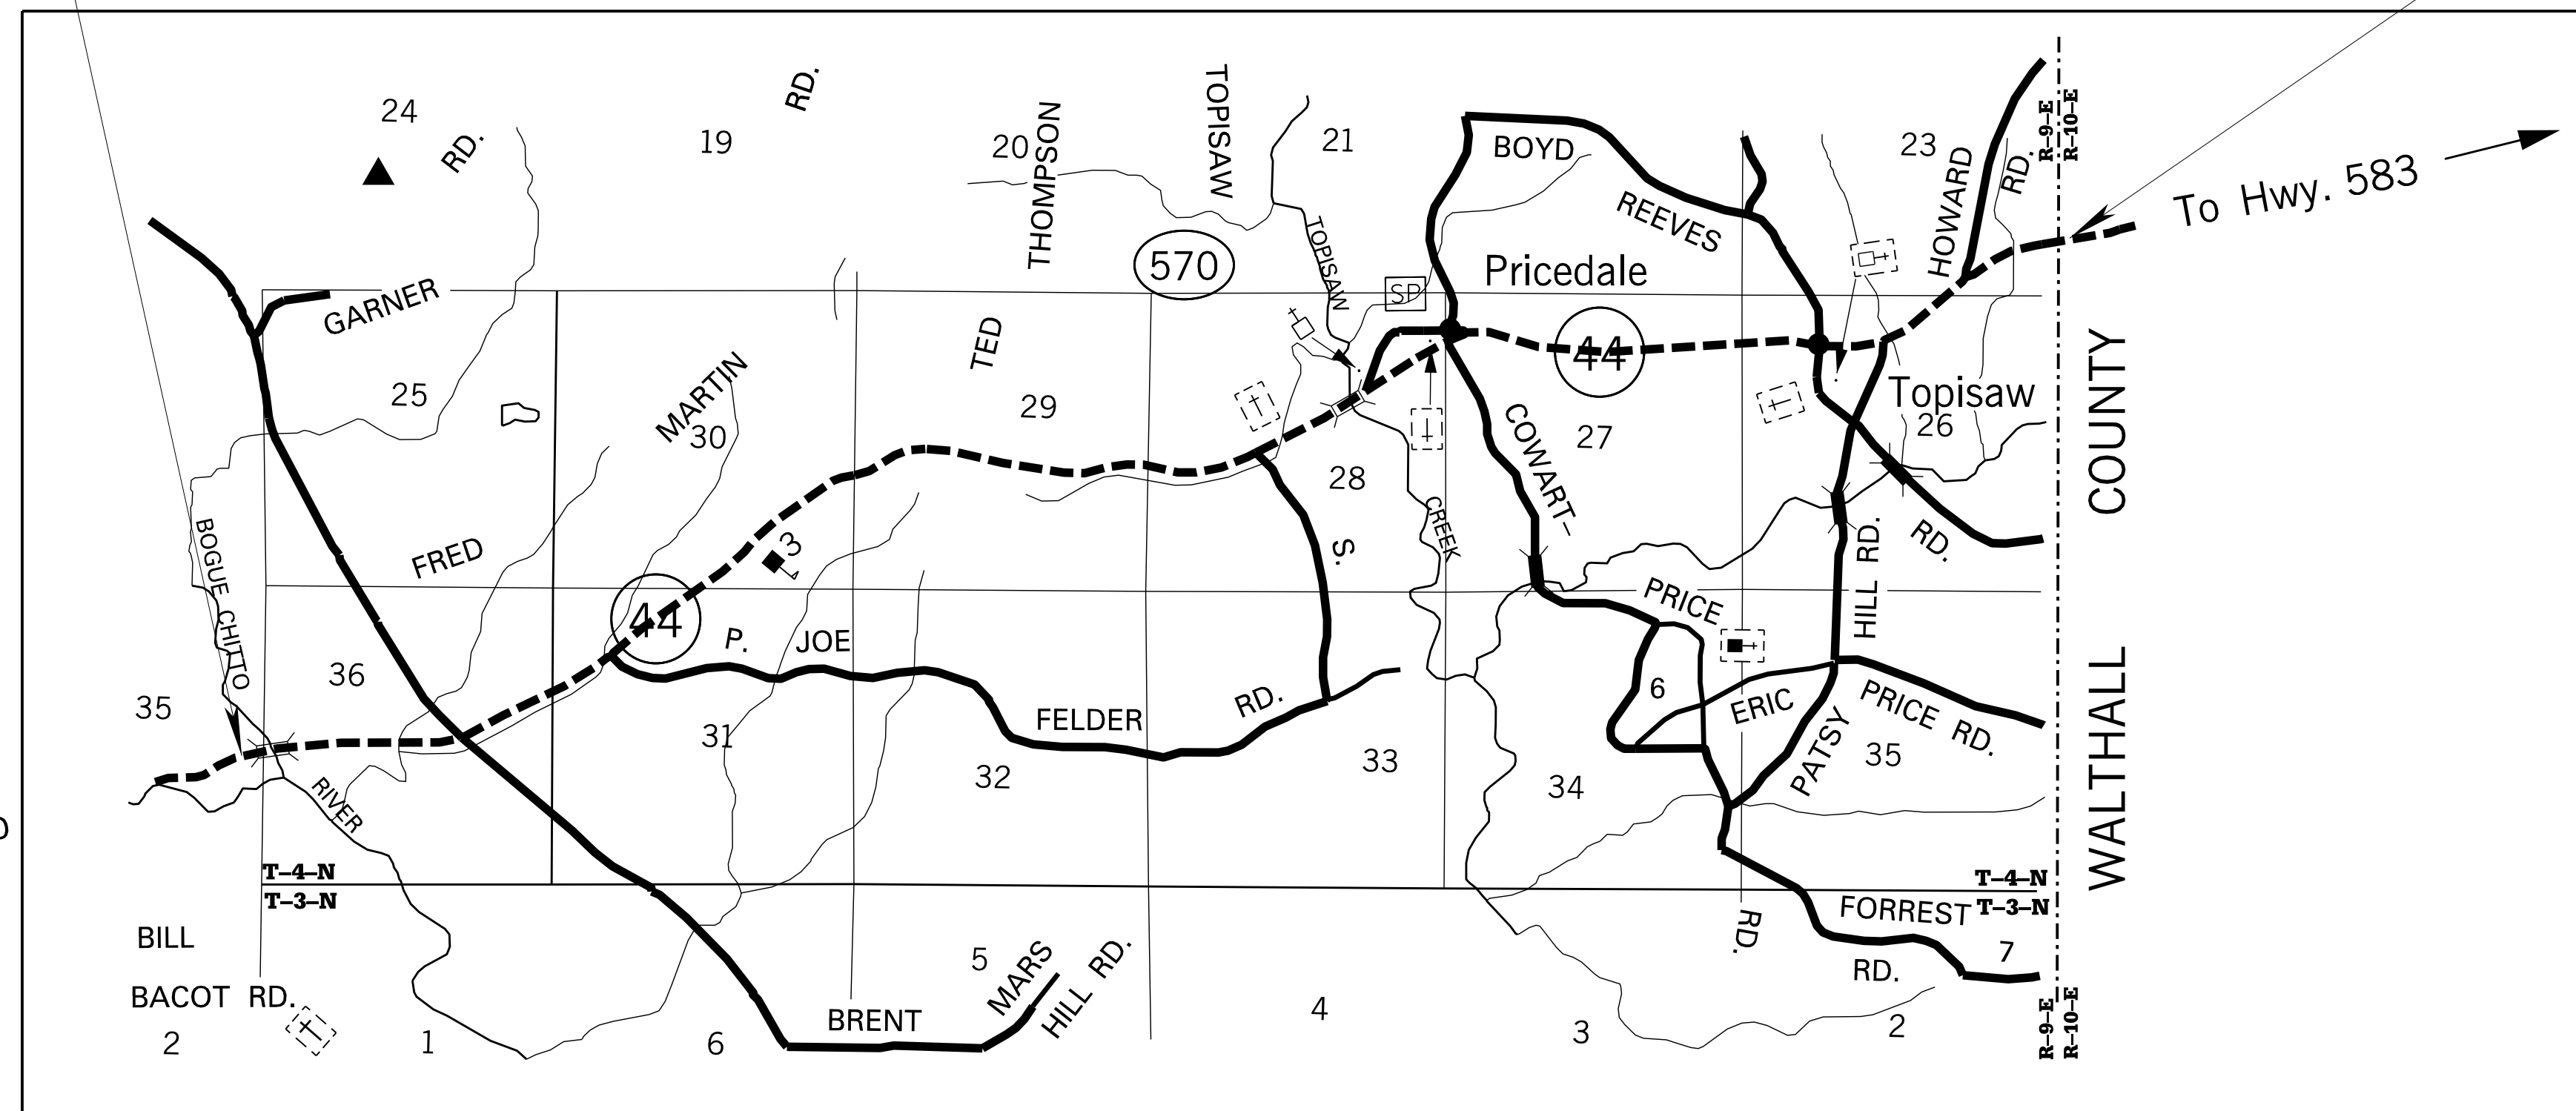 24
RD.
RD.
19
20
THOMPSON
TOPISAW
21
BOYD
REEVES
23
HOWARD
RD.
R-9-E
R-10-E
To Hwy. 583
570
TOPISAW
SP
Pricedale
GARNER
25
MARTIN
30
TED
29
44
Topisaw
26
COUNTY
COWART-
27
28
CREEK
S.
BOGUE CHITTO
FRED
3
44
HILL RD.
RD.
PRICE
P. JOE
36
35
6
ERIC
PATSY
PRICE RD.
35
WALTHALL
FELDER
RD.
31
32
33
34
RIVER
T-4-N
T-3-N
T-4-N
T-3-N
FORREST
RD.
RD.
7
BILL
BACOT RD.
2
1
6
BRENT
5
MARS
HILL RD.
4
3
2
R-9-E
R-10-E